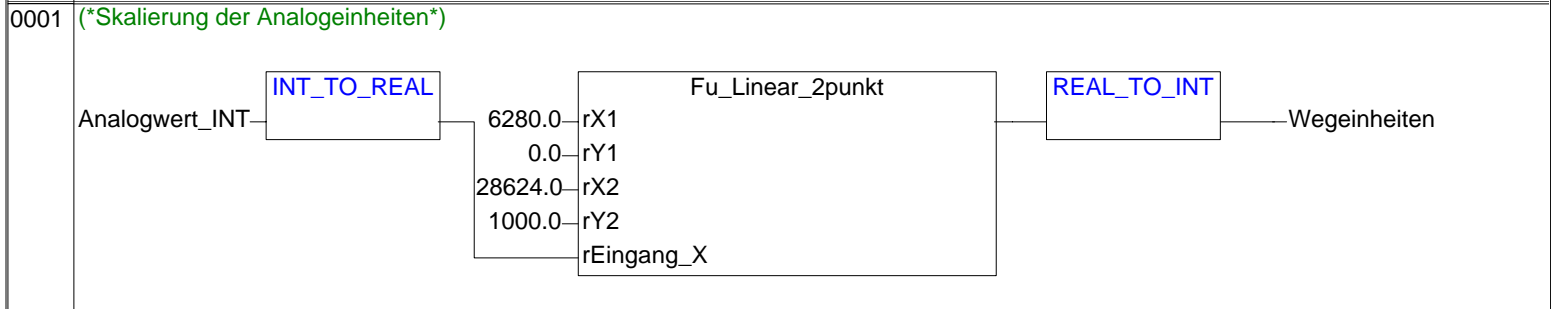 0001 (*Skalierung der Analogeinheiten*)
INT_TO_REAL Fu_Linear_2punkt REAL_TO_INT
Analogwert_INT 6280.0 rX1 Wegeinheiten
0.0 rY1
28624.0 rX2
1000.0 rY2
rEingang_X